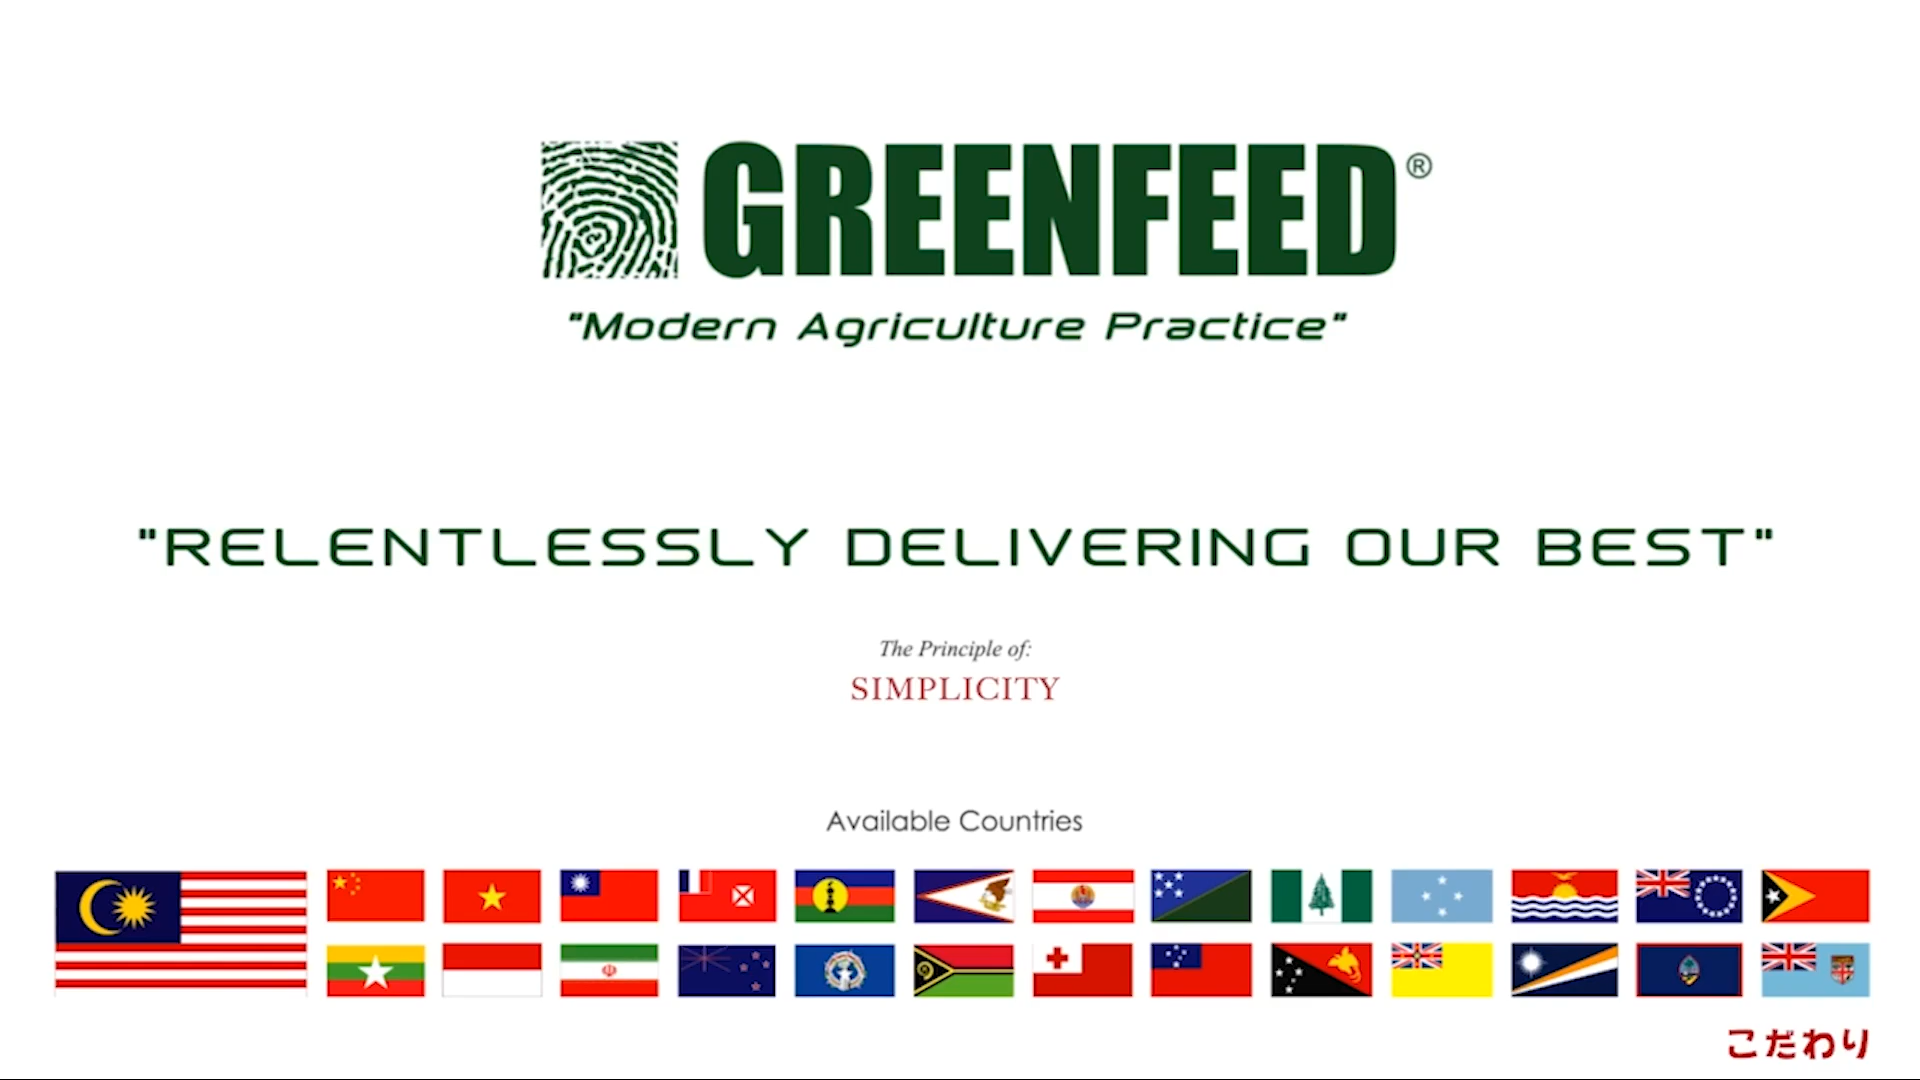 GREENFEED®
"Modern Agriculture Practice"
"RELENTLESSLY DELIVERING OUR BEST"
The Principle of:
SIMPLICITY
Available Countries
こだわり